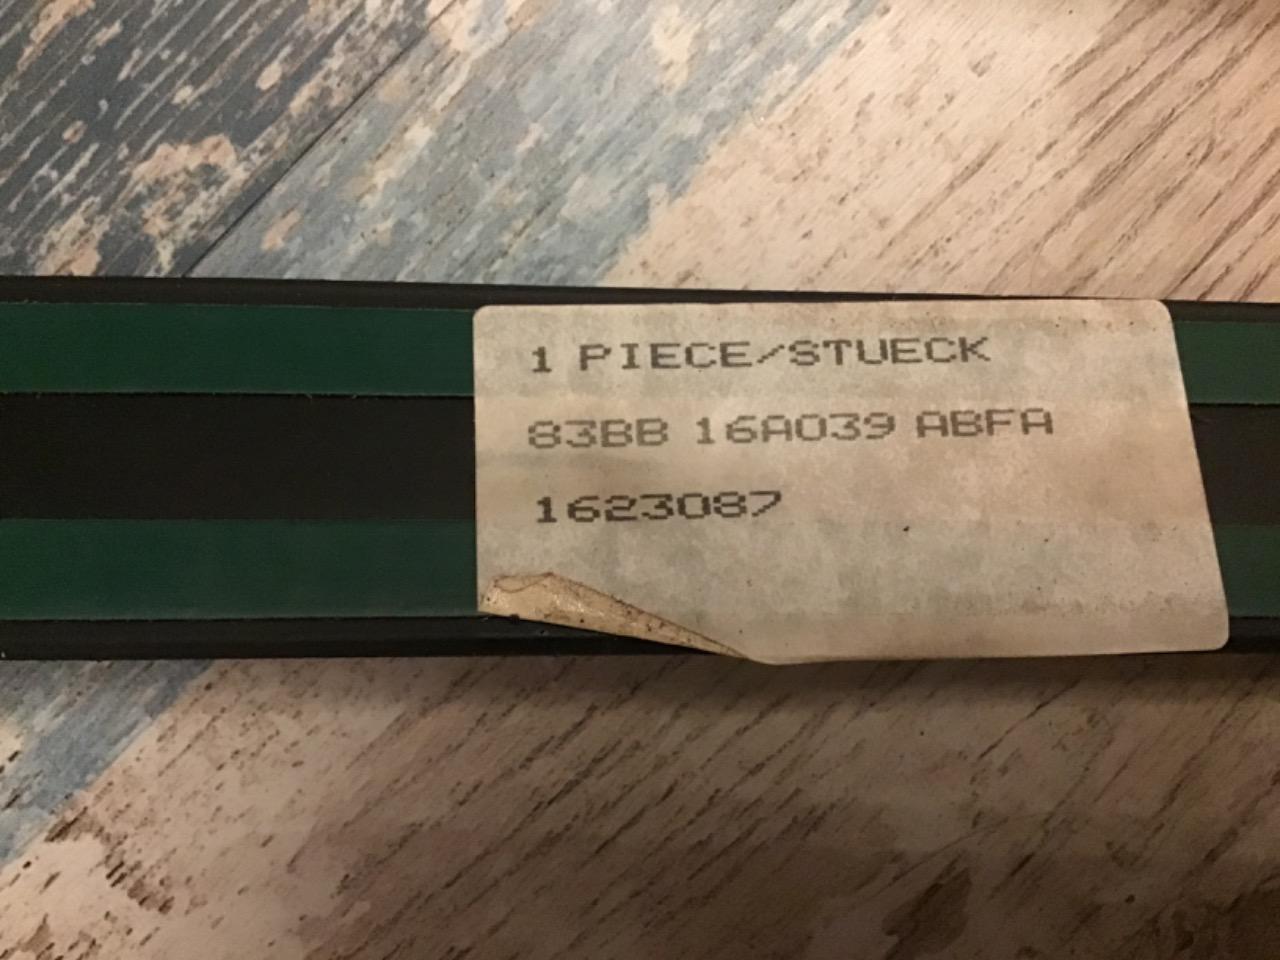 1 PIECE/STUECK
83BB 16A039 ABFA
1623087